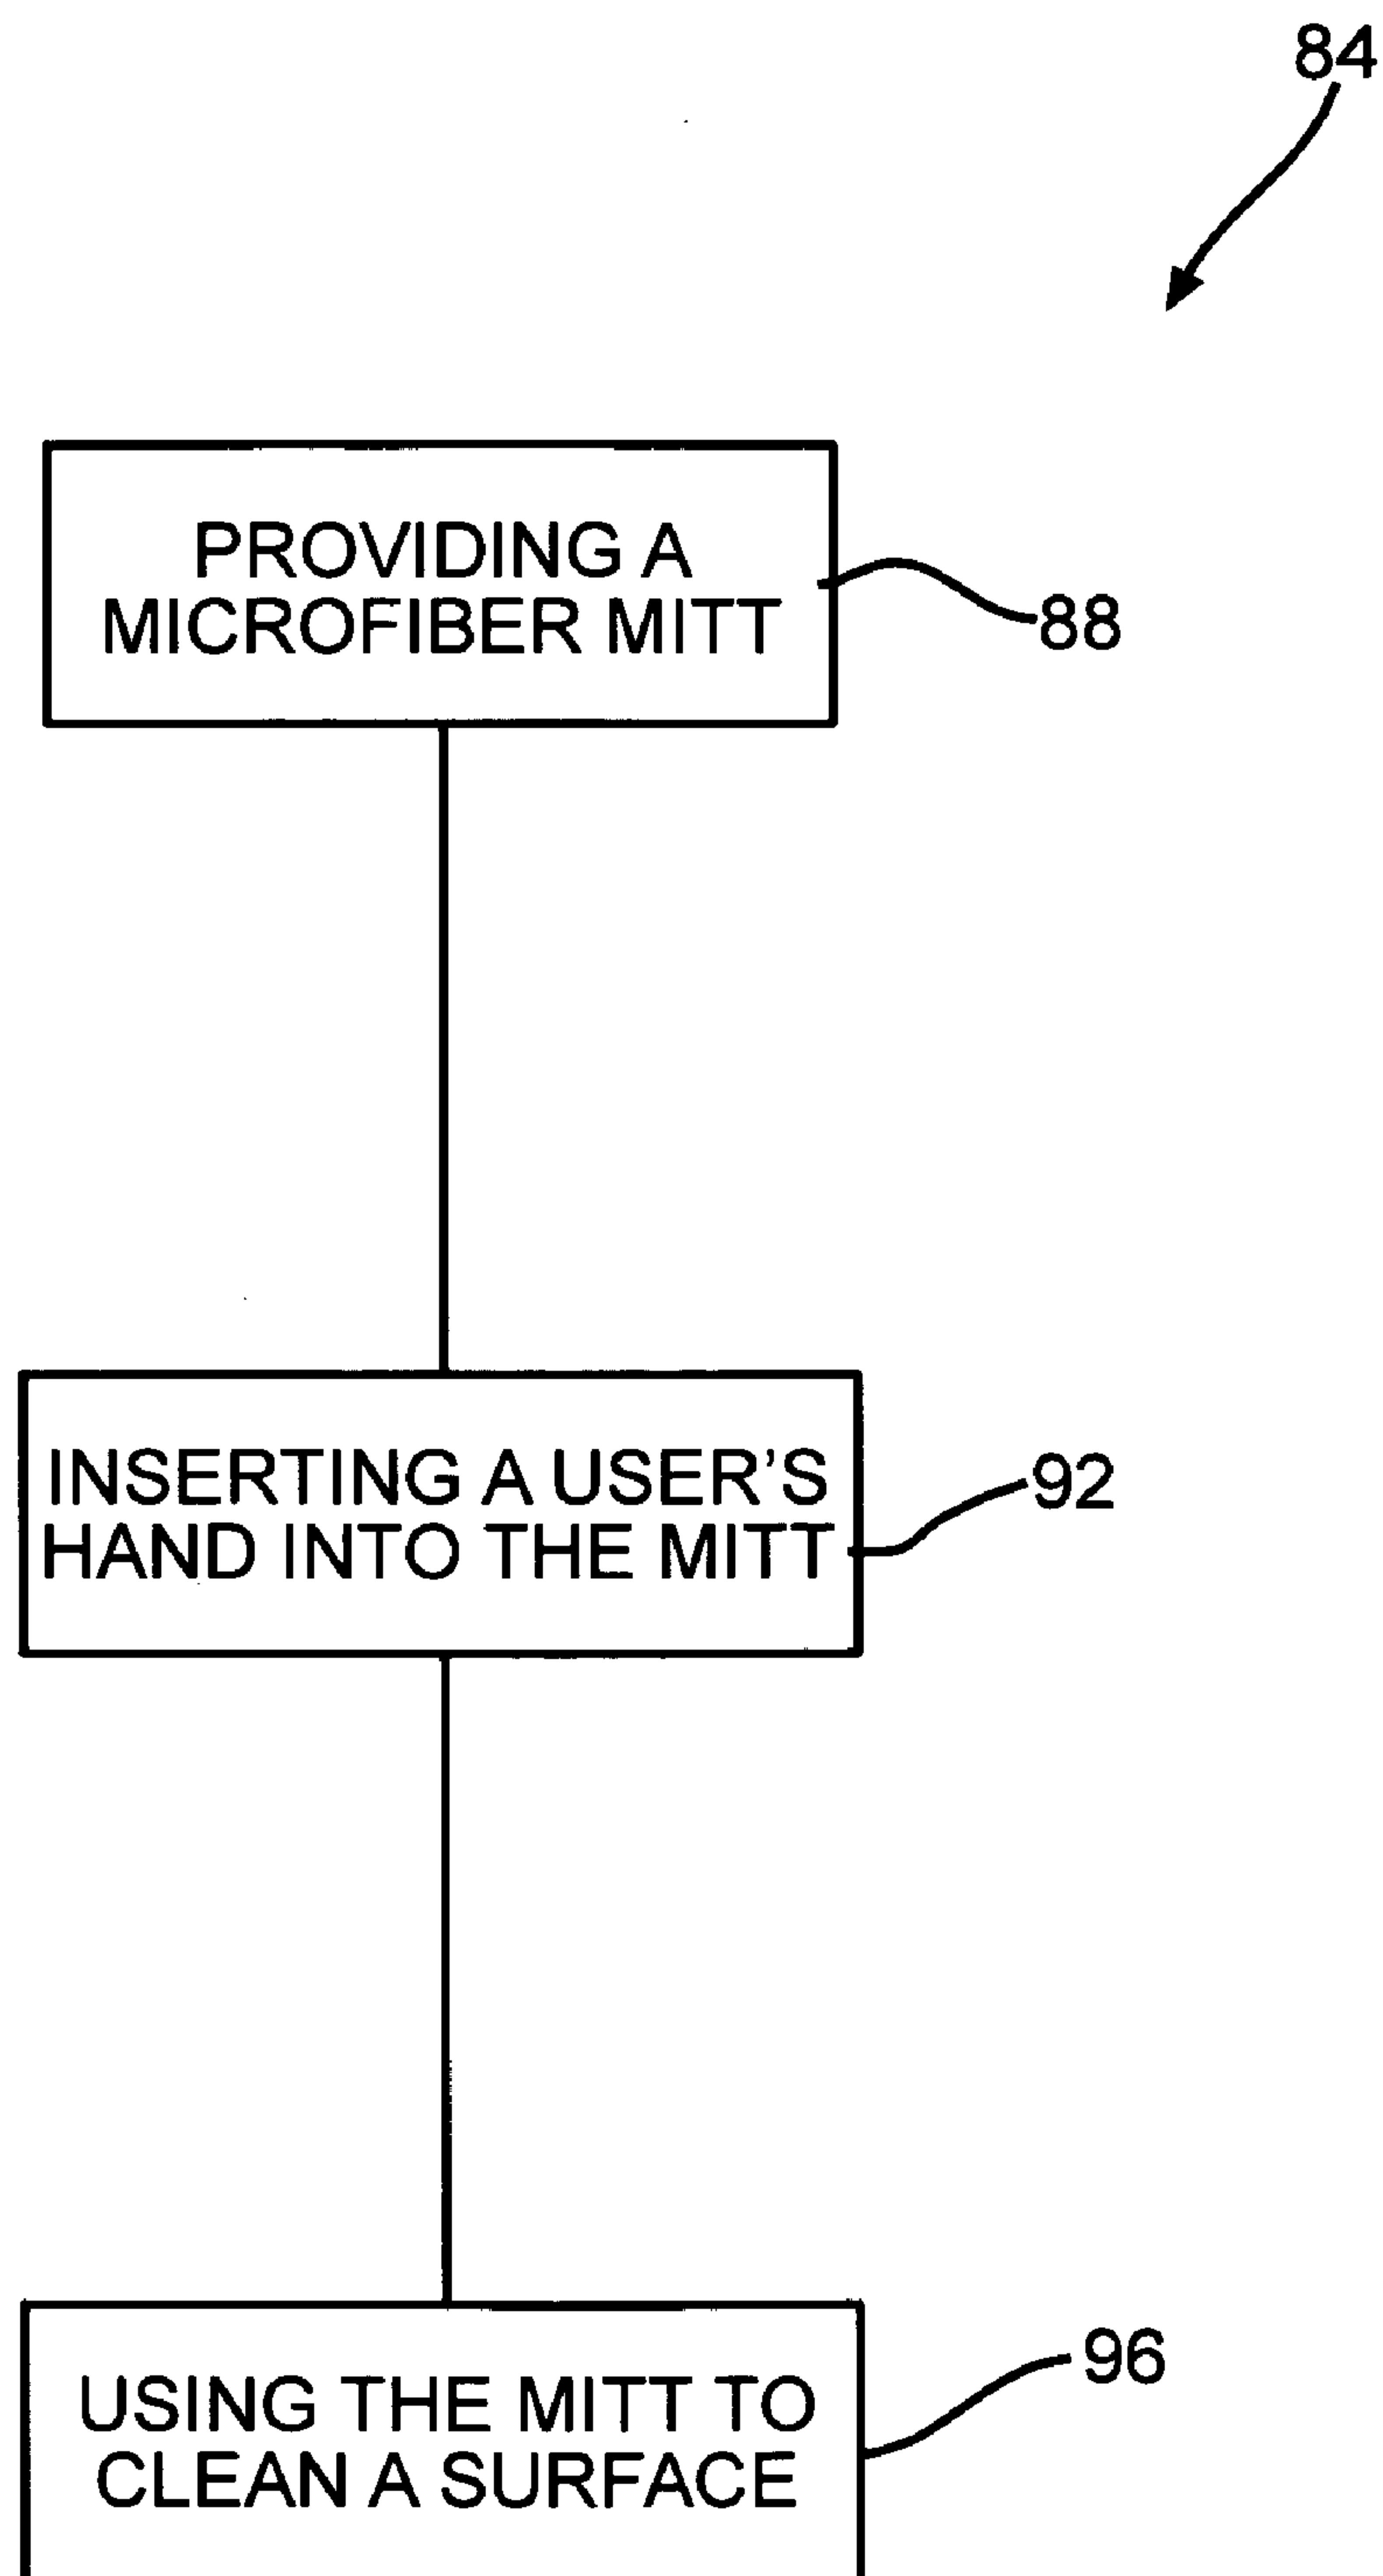 84
PROVIDING A
MICROFIBER MITT
88
INSERTING A USER'S
HAND INTO THE MITT
92
USING THE MITT TO
CLEAN A SURFACE
96